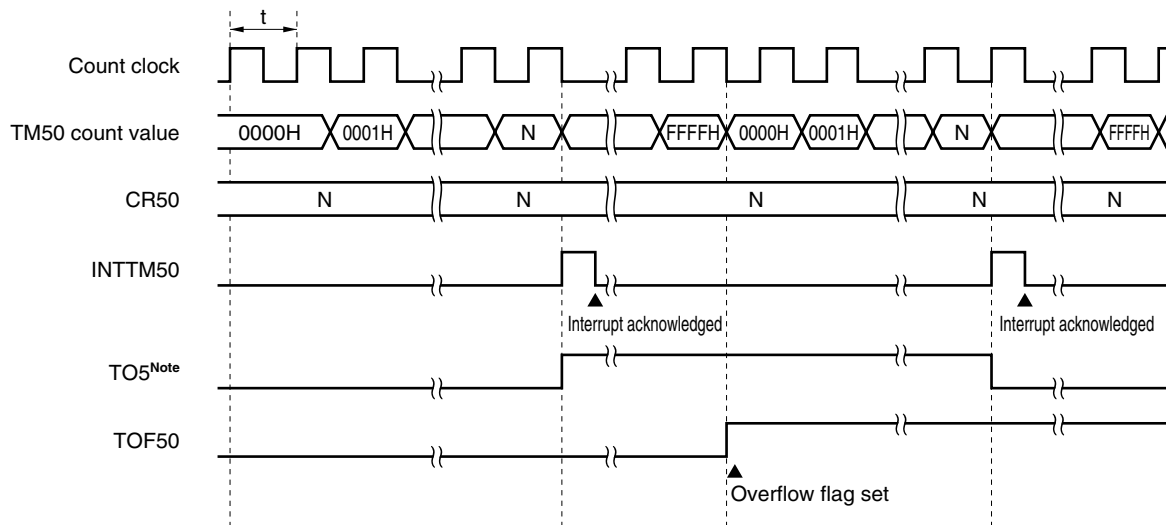 t
Count clock
TM50 count value 0000H 0001H N FFFFH 0000H 0001H N FFFFH
CR50 N N N N N
INTTM50
Interrupt acknowledged Interrupt acknowledged
TO5Note
TOF50
Overflow flag set